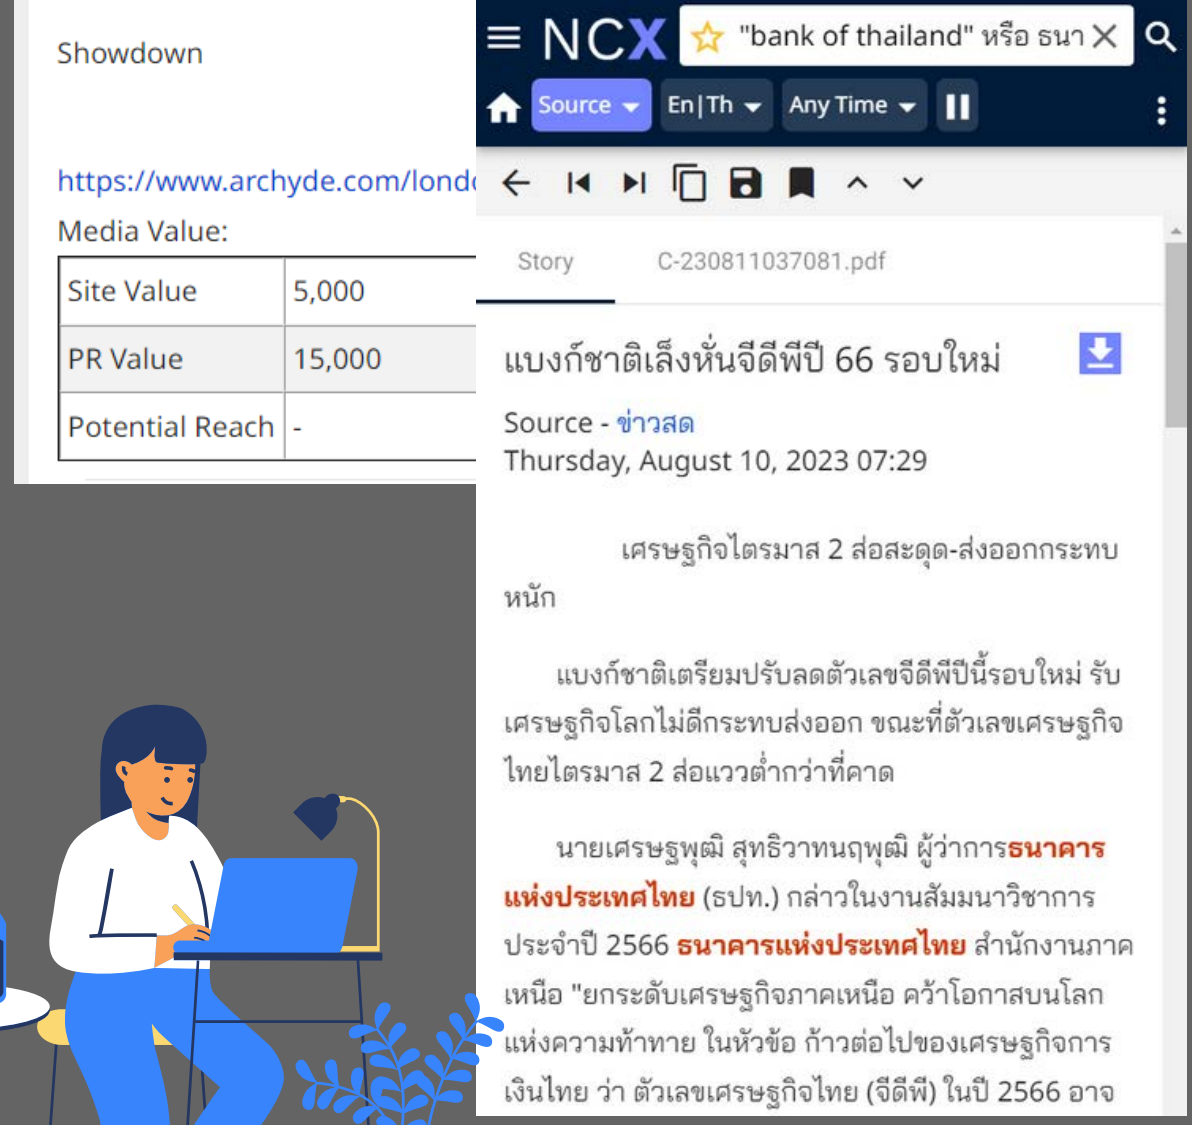 Showdown
https://www.archyde.com/londo
Media Value:
Site Value 5,000
PR Value 15,000
Potential Reach -
NCX "bank of thailand" หรือ ธนา
Source En|Th Any Time
Story C-230811037081.pdf
แบงก์ชาติเล็งหั่นจีดีพีปี 66 รอบใหม่
Source - ข่าวสด
Thursday, August 10, 2023 07:29
เศรษฐกิจไตรมาส 2 ส่อสะดุด-ส่งออกกระทบ
หนัก
แบงก์ชาติเตรียมปรับลดตัวเลขจีดีพีปีนี้รอบใหม่ รับ
เศรษฐกิจโลกไม่ดีกระทบส่งออก ขณะที่ตัวเลขเศรษฐกิจ
ไทยไตรมาส 2 ส่อแววต่ำกว่าที่คาด
นายเศรษฐพุฒิ สุทธิวาทนฤพุฒิ ผู้ว่าการธนาคาร
แห่งประเทศไทย (ธปท.) กล่าวในงานสัมมนาวิชาการ
ประจำปี 2566 ธนาคารแห่งประเทศไทย สำนักงานภาค
เหนือ "ยกระดับเศรษฐกิจภาคเหนือ คว้าโอกาสบนโลก
แห่งความท้าทาย ในหัวข้อ ก้าวต่อไปของเศรษฐกิจการ
เงินไทย ว่า ตัวเลขเศรษฐกิจไทย (จีดีพี) ในปี 2566 อาจ